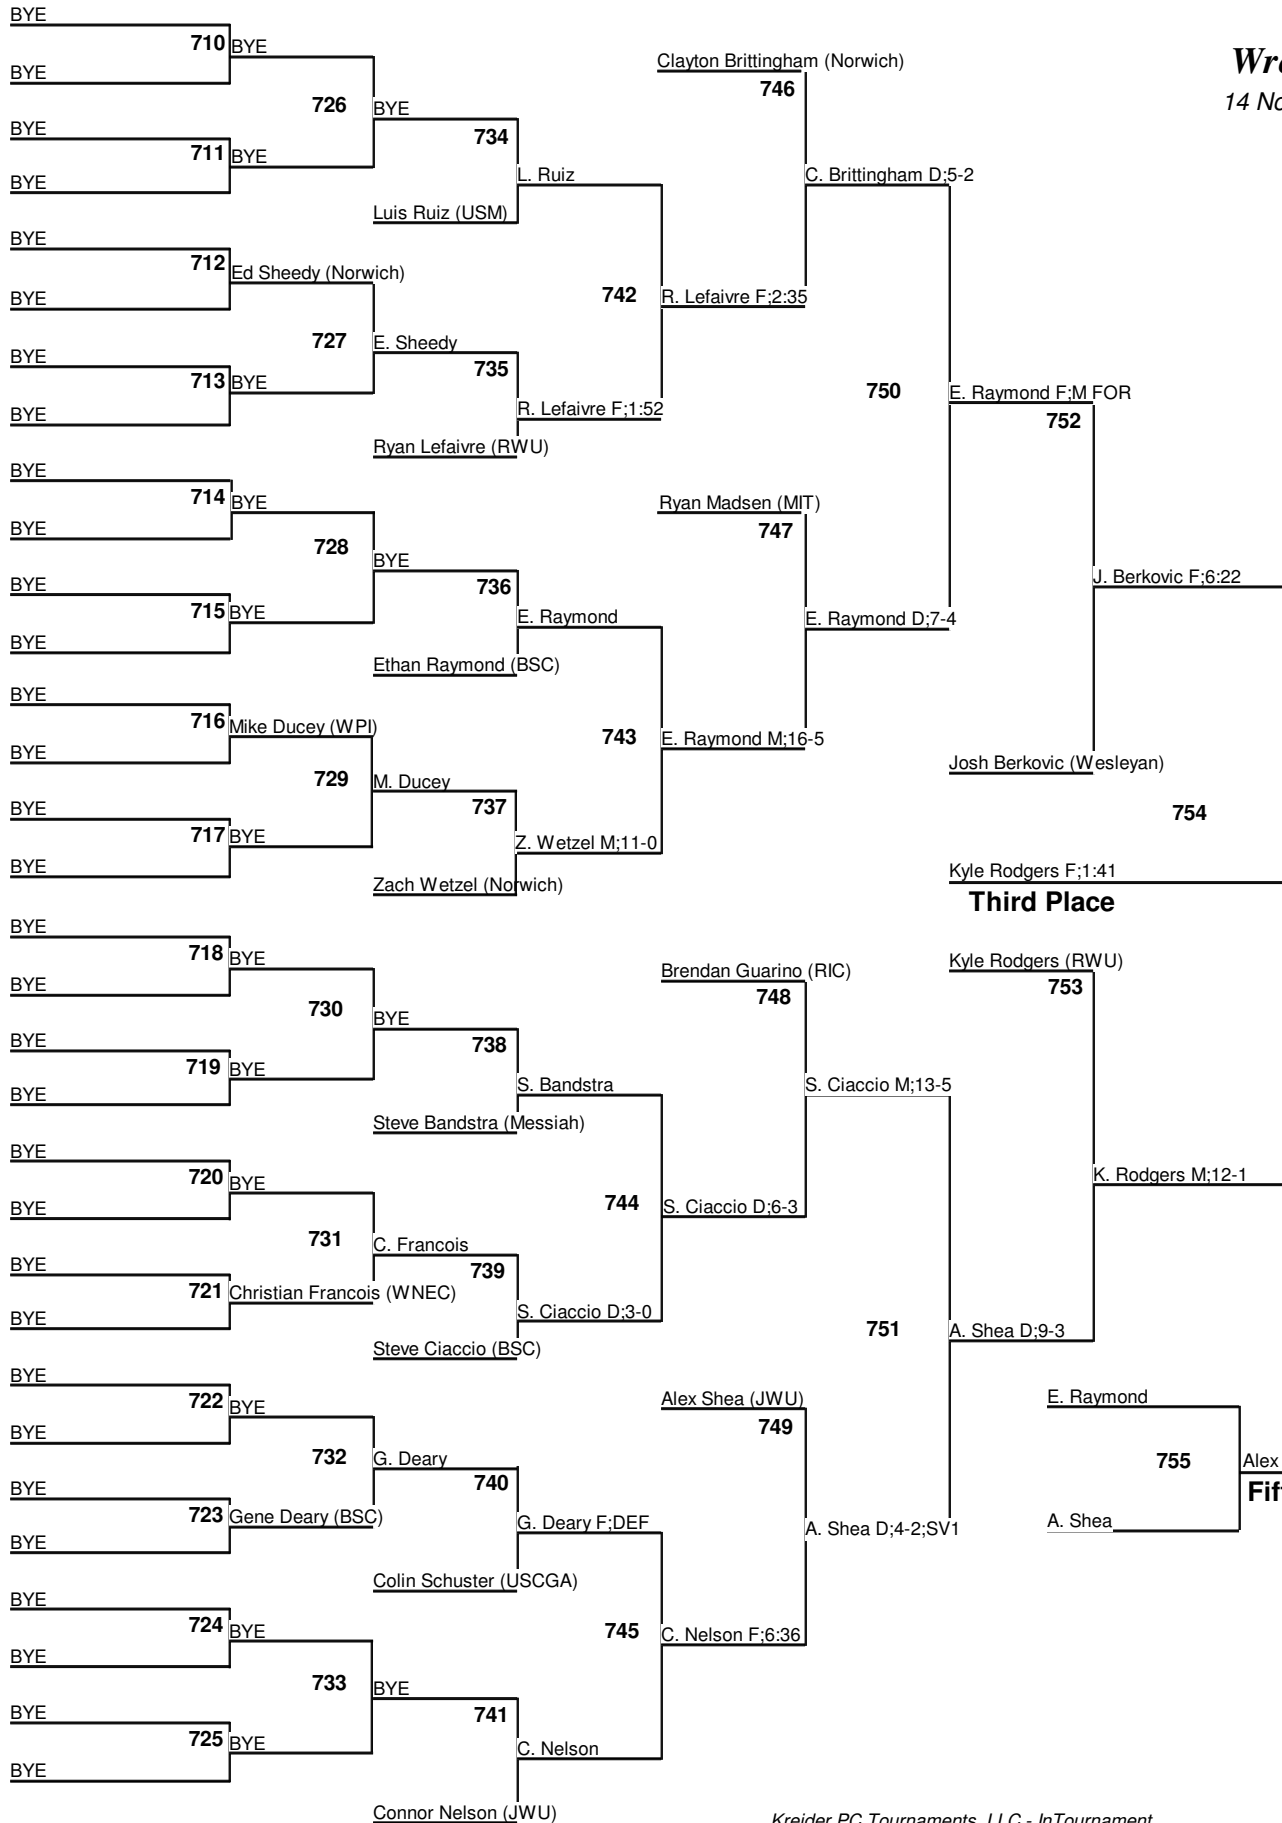 BYE
710 BYE
BYE
726 BYE
BYE
711 BYE
BYE
734 L. Ruiz
Luis Ruiz (USM)
BYE
712 Ed Sheedy (Norwich)
BYE
727 E. Sheedy
BYE
713 BYE
BYE
735 R. Lefaivre F;1:52
Ryan Lefaivre (RWU)
742 R. Lefaivre F;2:35
Clayton Brittingham (Norwich)
746
C. Brittingham D;5-2
BYE
714 BYE
BYE
728 BYE
BYE
715 BYE
BYE
736 E. Raymond
Ethan Raymond (BSC)
BYE
716 Mike Ducey (WPI)
BYE
729 M. Ducey
BYE
717 BYE
BYE
737 Z. Wetzel M;11-0
Zach Wetzel (Norwich)
743 E. Raymond M;16-5
Ryan Madsen (MIT)
747
E. Raymond D;7-4
750 E. Raymond F;M FOR
752
J. Berkovic F;6:22
Josh Berkovic (Wesleyan)
754
Kyle Rodgers F;1:41
Third Place
BYE
718 BYE
BYE
730 BYE
BYE
719 BYE
BYE
738 S. Bandstra
Steve Bandstra (Messiah)
BYE
720 BYE
BYE
731 C. Francois
BYE
721 Christian Francois (WNEC)
BYE
739 S. Ciaccio D;3-0
Steve Ciaccio (BSC)
744 S. Ciaccio D;6-3
Brendan Guarino (RIC)
748
S. Ciaccio M;13-5
BYE
722 BYE
BYE
732 G. Deary
BYE
723 Gene Deary (BSC)
BYE
740 G. Deary F;DEF
Colin Schuster (USCGA)
BYE
724 BYE
BYE
733 BYE
BYE
725 BYE
BYE
741 C. Nelson
Connor Nelson (JWU)
745 C. Nelson F;6:36
Alex Shea (JWU)
749
A. Shea D;4-2;SV1
751 A. Shea D;9-3
Kyle Rodgers (RWU)
753
K. Rodgers M;12-1
E. Raymond
755 Alex
A. Shea
14
Kreider PC Tournaments, LLC - InTournament